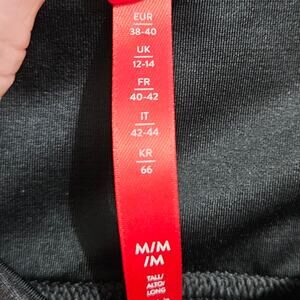 EUR
38-40
UK
12-14
FR
40-42
IT
42-44
KR
66
M/M
/M
TALL/
ALTO/
LONG